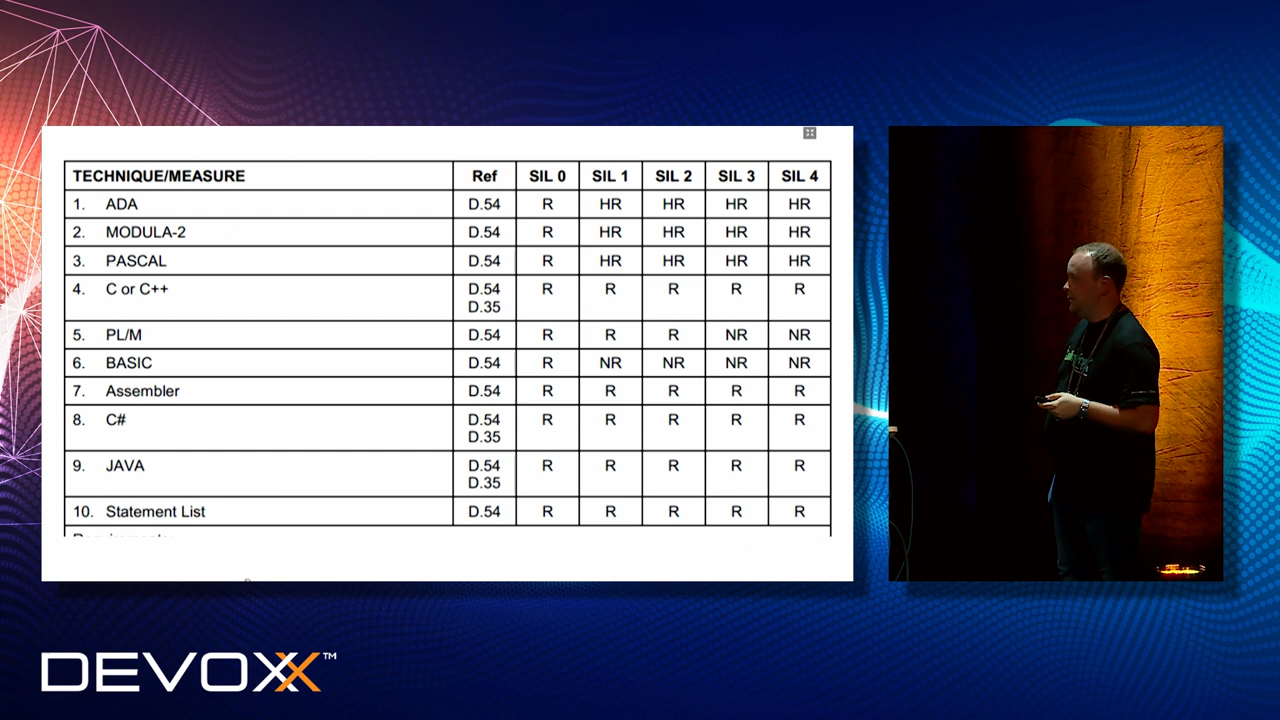 TECHNIQUE/MEASURE Ref SIL 0 SIL 1 SIL 2 SIL 3 SIL 4
1. ADA D.54 R HR HR HR HR
2. MODULA-2 D.54 R HR HR HR HR
3. PASCAL D.54 R HR HR HR HR
4. C or C++ D.54 R R R R R
D.35
5. PL/M D.54 R R R NR NR
6. BASIC D.54 R NR NR NR NR
7. Assembler D.54 R R R R R
8. C# D.54 R R R R R
D.35
9. JAVA D.54 R R R R R
D.35
10. Statement List D.54 R R R R R
DEVOXX™